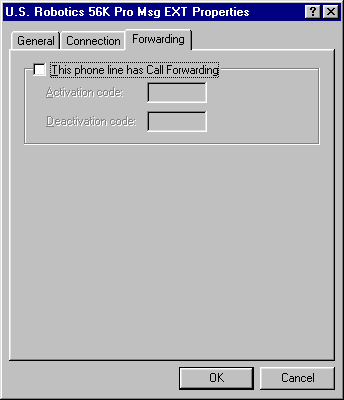 U.S. Robotics 56K Pro Msg EXT Properties
General Connection Forwarding
This phone line has Call Forwarding
Activation code:
Deactivation code:
OK Cancel